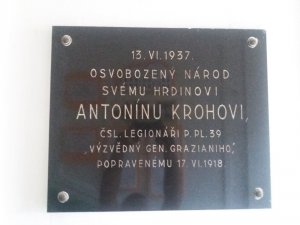 13.VI.1937.
OSVOBOZENÝ NÁROD
SVÉMU HRDINOVI
ANTONÍNU KROHOVI,
ČSL. LEGIONÁŘI P.PL.39
„VÝZVĚDNÝ GEN. GRAZIANIHO,"
POPRAVENÉMU 17.VI.1918.